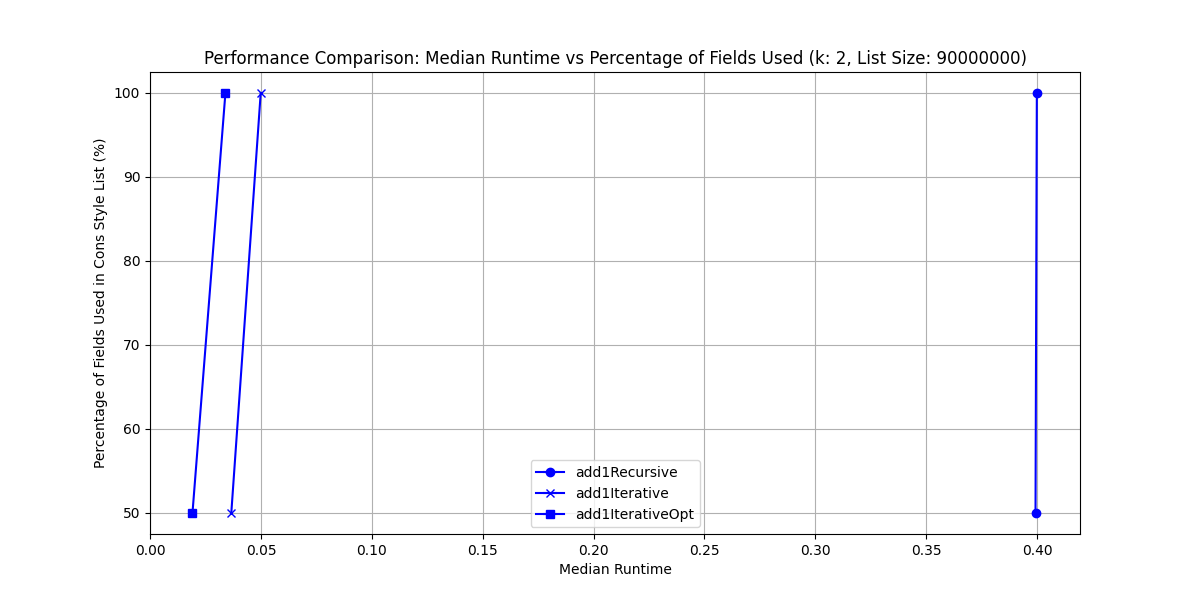 Performance Comparison: Median Runtime vs Percentage of Fields Used (k: 2, List Size: 90000000)
Percentage of Fields Used in Cons Style List (%)
100
90
80
70
60
50
add1Recursive
add1Iterative
add1IterativeOpt
0.00 0.05 0.10 0.15 0.20 0.25 0.30 0.35 0.40
Median Runtime